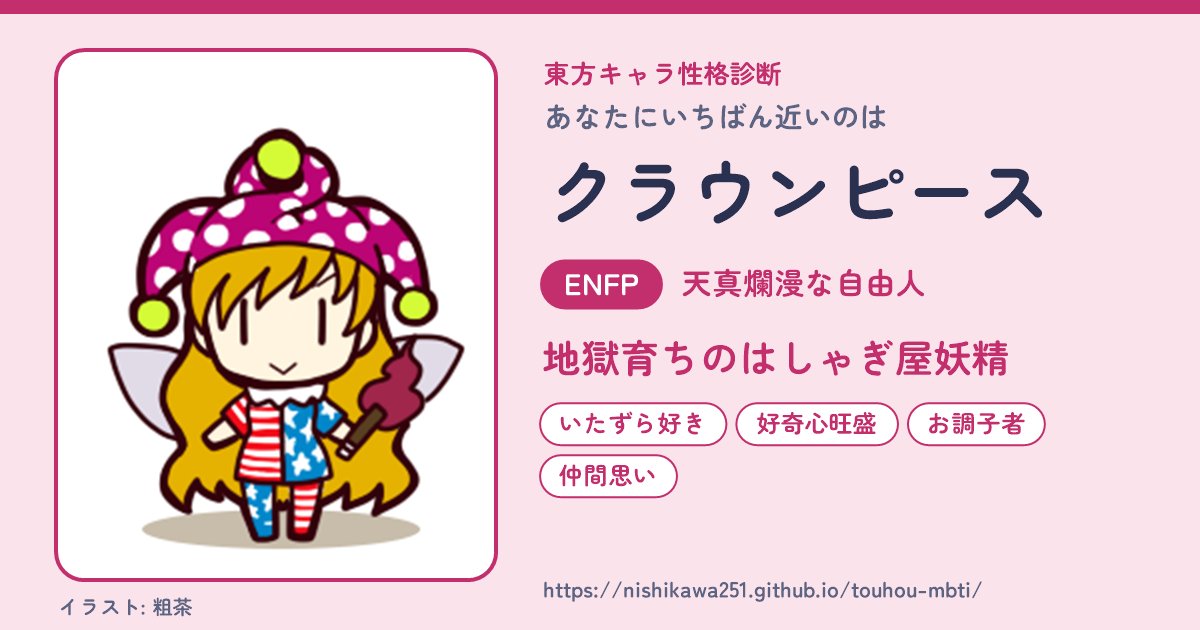 東方キャラ性格診断
あなたにいちばん近いのは
クラウンピース
ENFP 天真爛漫な自由人
地獄育ちのはしゃぎ屋妖精
いたずら好き 好奇心旺盛 お調子者
仲間思い
https://nishikawa251.github.io/touhou-mbti/
イラスト: 粗茶